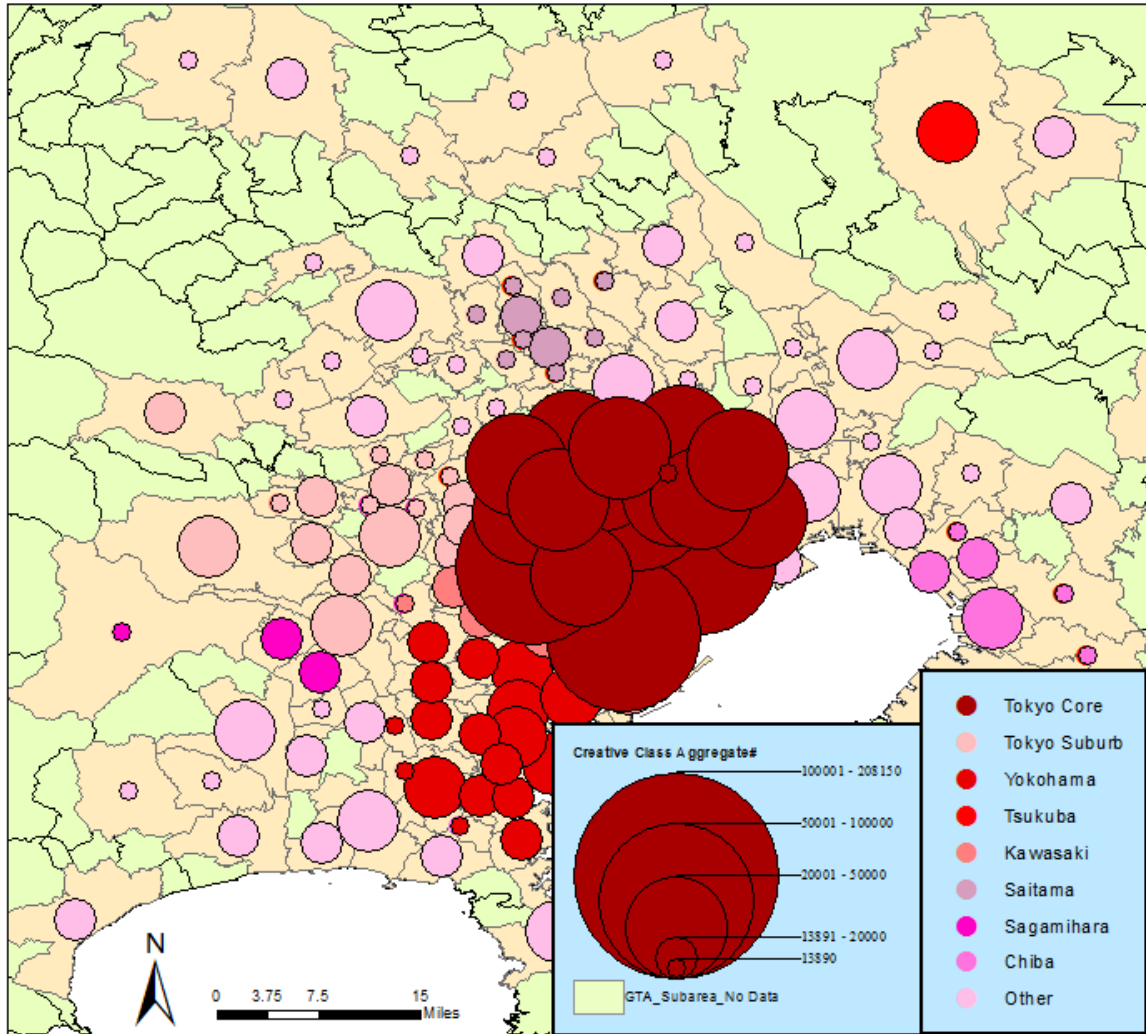 N
0 3.75 7.5 15
Miles
Creative Class Aggregate#
100001 - 208150
50001 - 100000
20001 - 50000
13891 - 20000
13890
GTA_Subarea_No Data
Tokyo Core
Tokyo Suburb
Yokohama
Tsukuba
Kawasaki
Saitama
Sagamihara
Chiba
Other